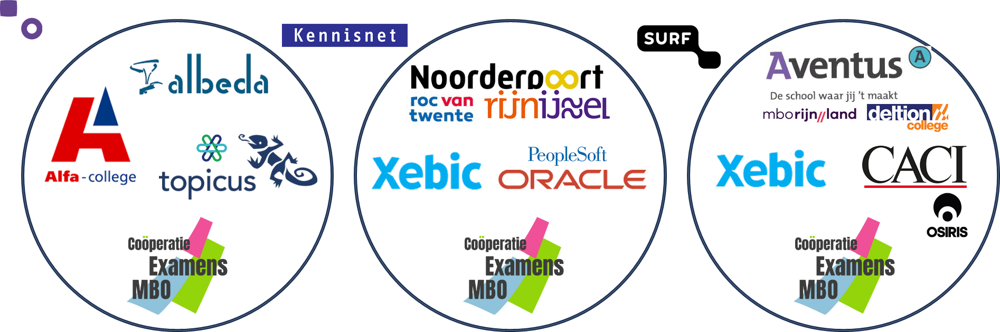 Kennisnet
SURF
albeda
Alfa-college
topicus
Coöperatie
Examens
MBO
Noorderpoort
roc van
twente
rijnijssel
Xebic
PeopleSoft
ORACLE
Coöperatie
Examens
MBO
Aventus
A
De school waar jij 't maakt
mborijnland
deltion
college
Xebic
CACI
OSIRIS
Coöperatie
Examens
MBO